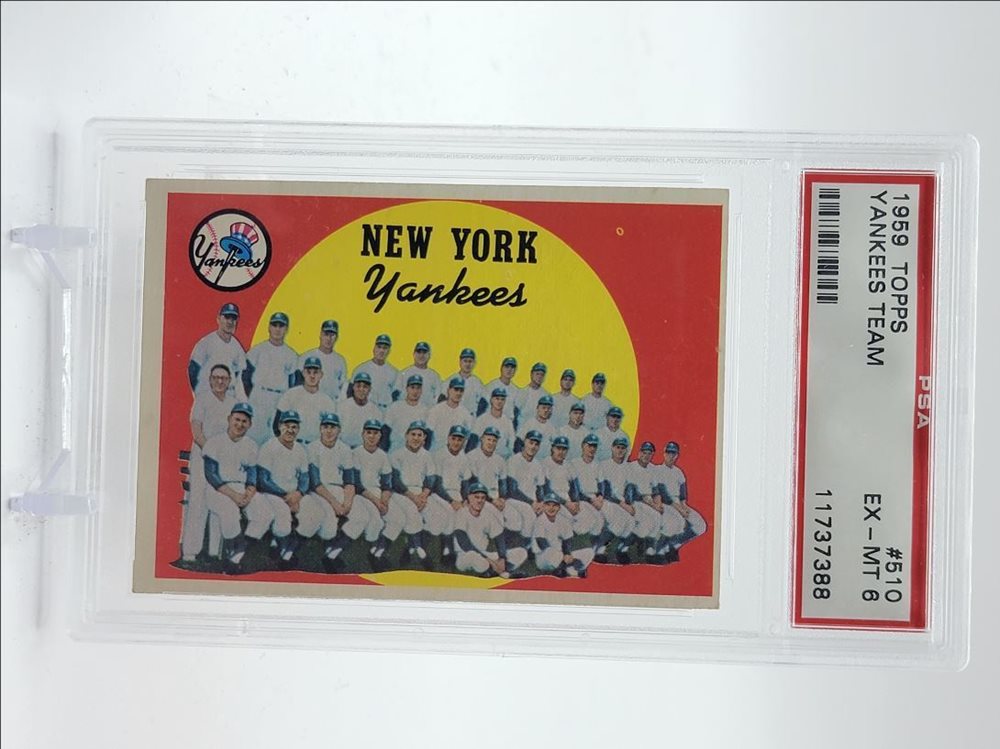 Yankees
NEW YORK
Yankees
1959 TOPPS #510
YANKEES TEAM EX-MT 6
11737388
PSA